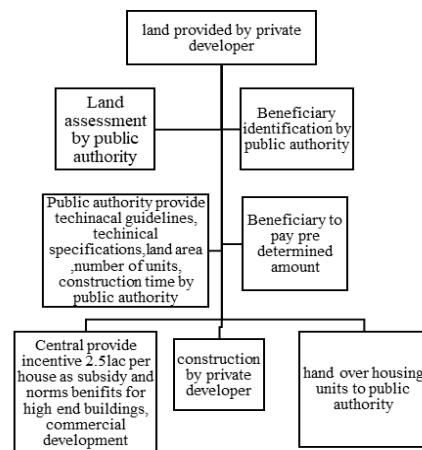 land provided by private
developer
Land
assessment
by public
authority
Beneficiary
identification by
public authority
Public authority provide
techinacal guidelines,
techinical
specifications,land area
,number of units,
construction time by
public authority
Beneficiary to
pay pre
determined
amount
Central provide
incentive 2.5lac per
house as subsidy and
norms benifits for
high end buildings,
commercial
development
construction
by private
developer
hand over housing
units to public
authority